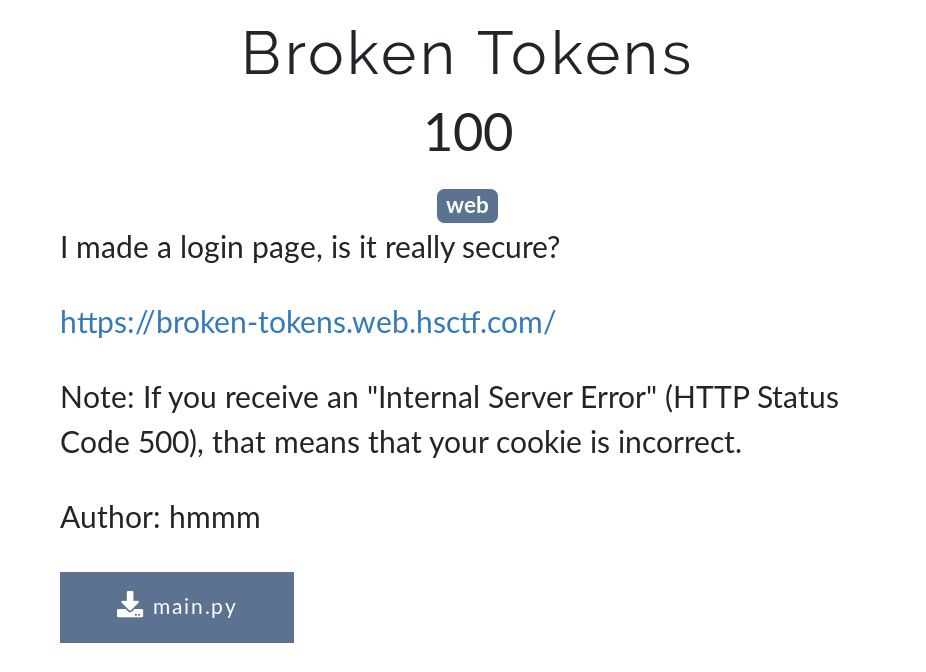 Broken Tokens
100
web
I made a login page, is it really secure?
https://broken-tokens.web.hsctf.com/
Note: If you receive an "Internal Server Error" (HTTP Status
Code 500), that means that your cookie is incorrect.
Author: hmmm
main.py